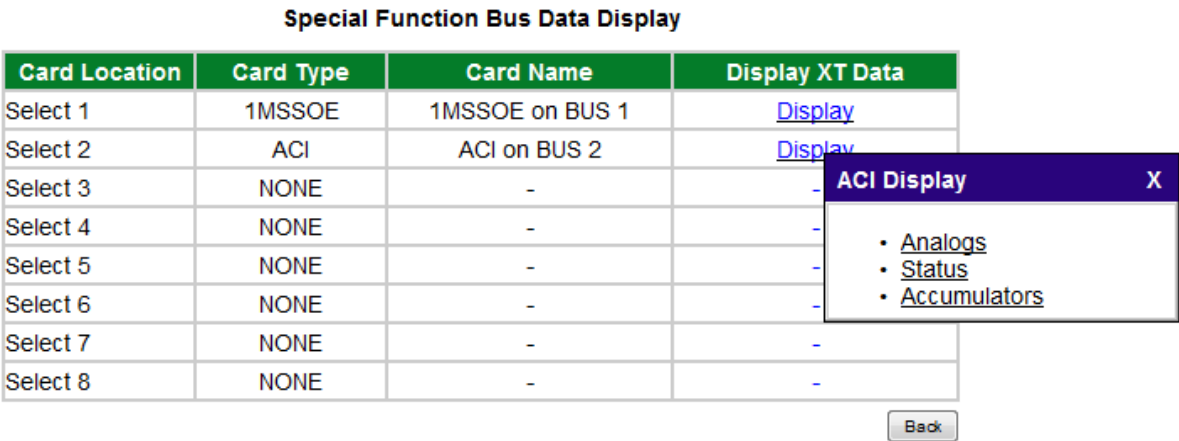 Special Function Bus Data Display
Card Location Card Type Card Name Display XT Data
Select 1 1MSSOE 1MSSOE on BUS 1 Display
Select 2 ACI ACI on BUS 2 Display
Select 3 NONE - -
Select 4 NONE - -
Select 5 NONE - -
Select 6 NONE - -
Select 7 NONE - -
Select 8 NONE - -
ACI Display X
• Analogs
• Status
• Accumulators
Back